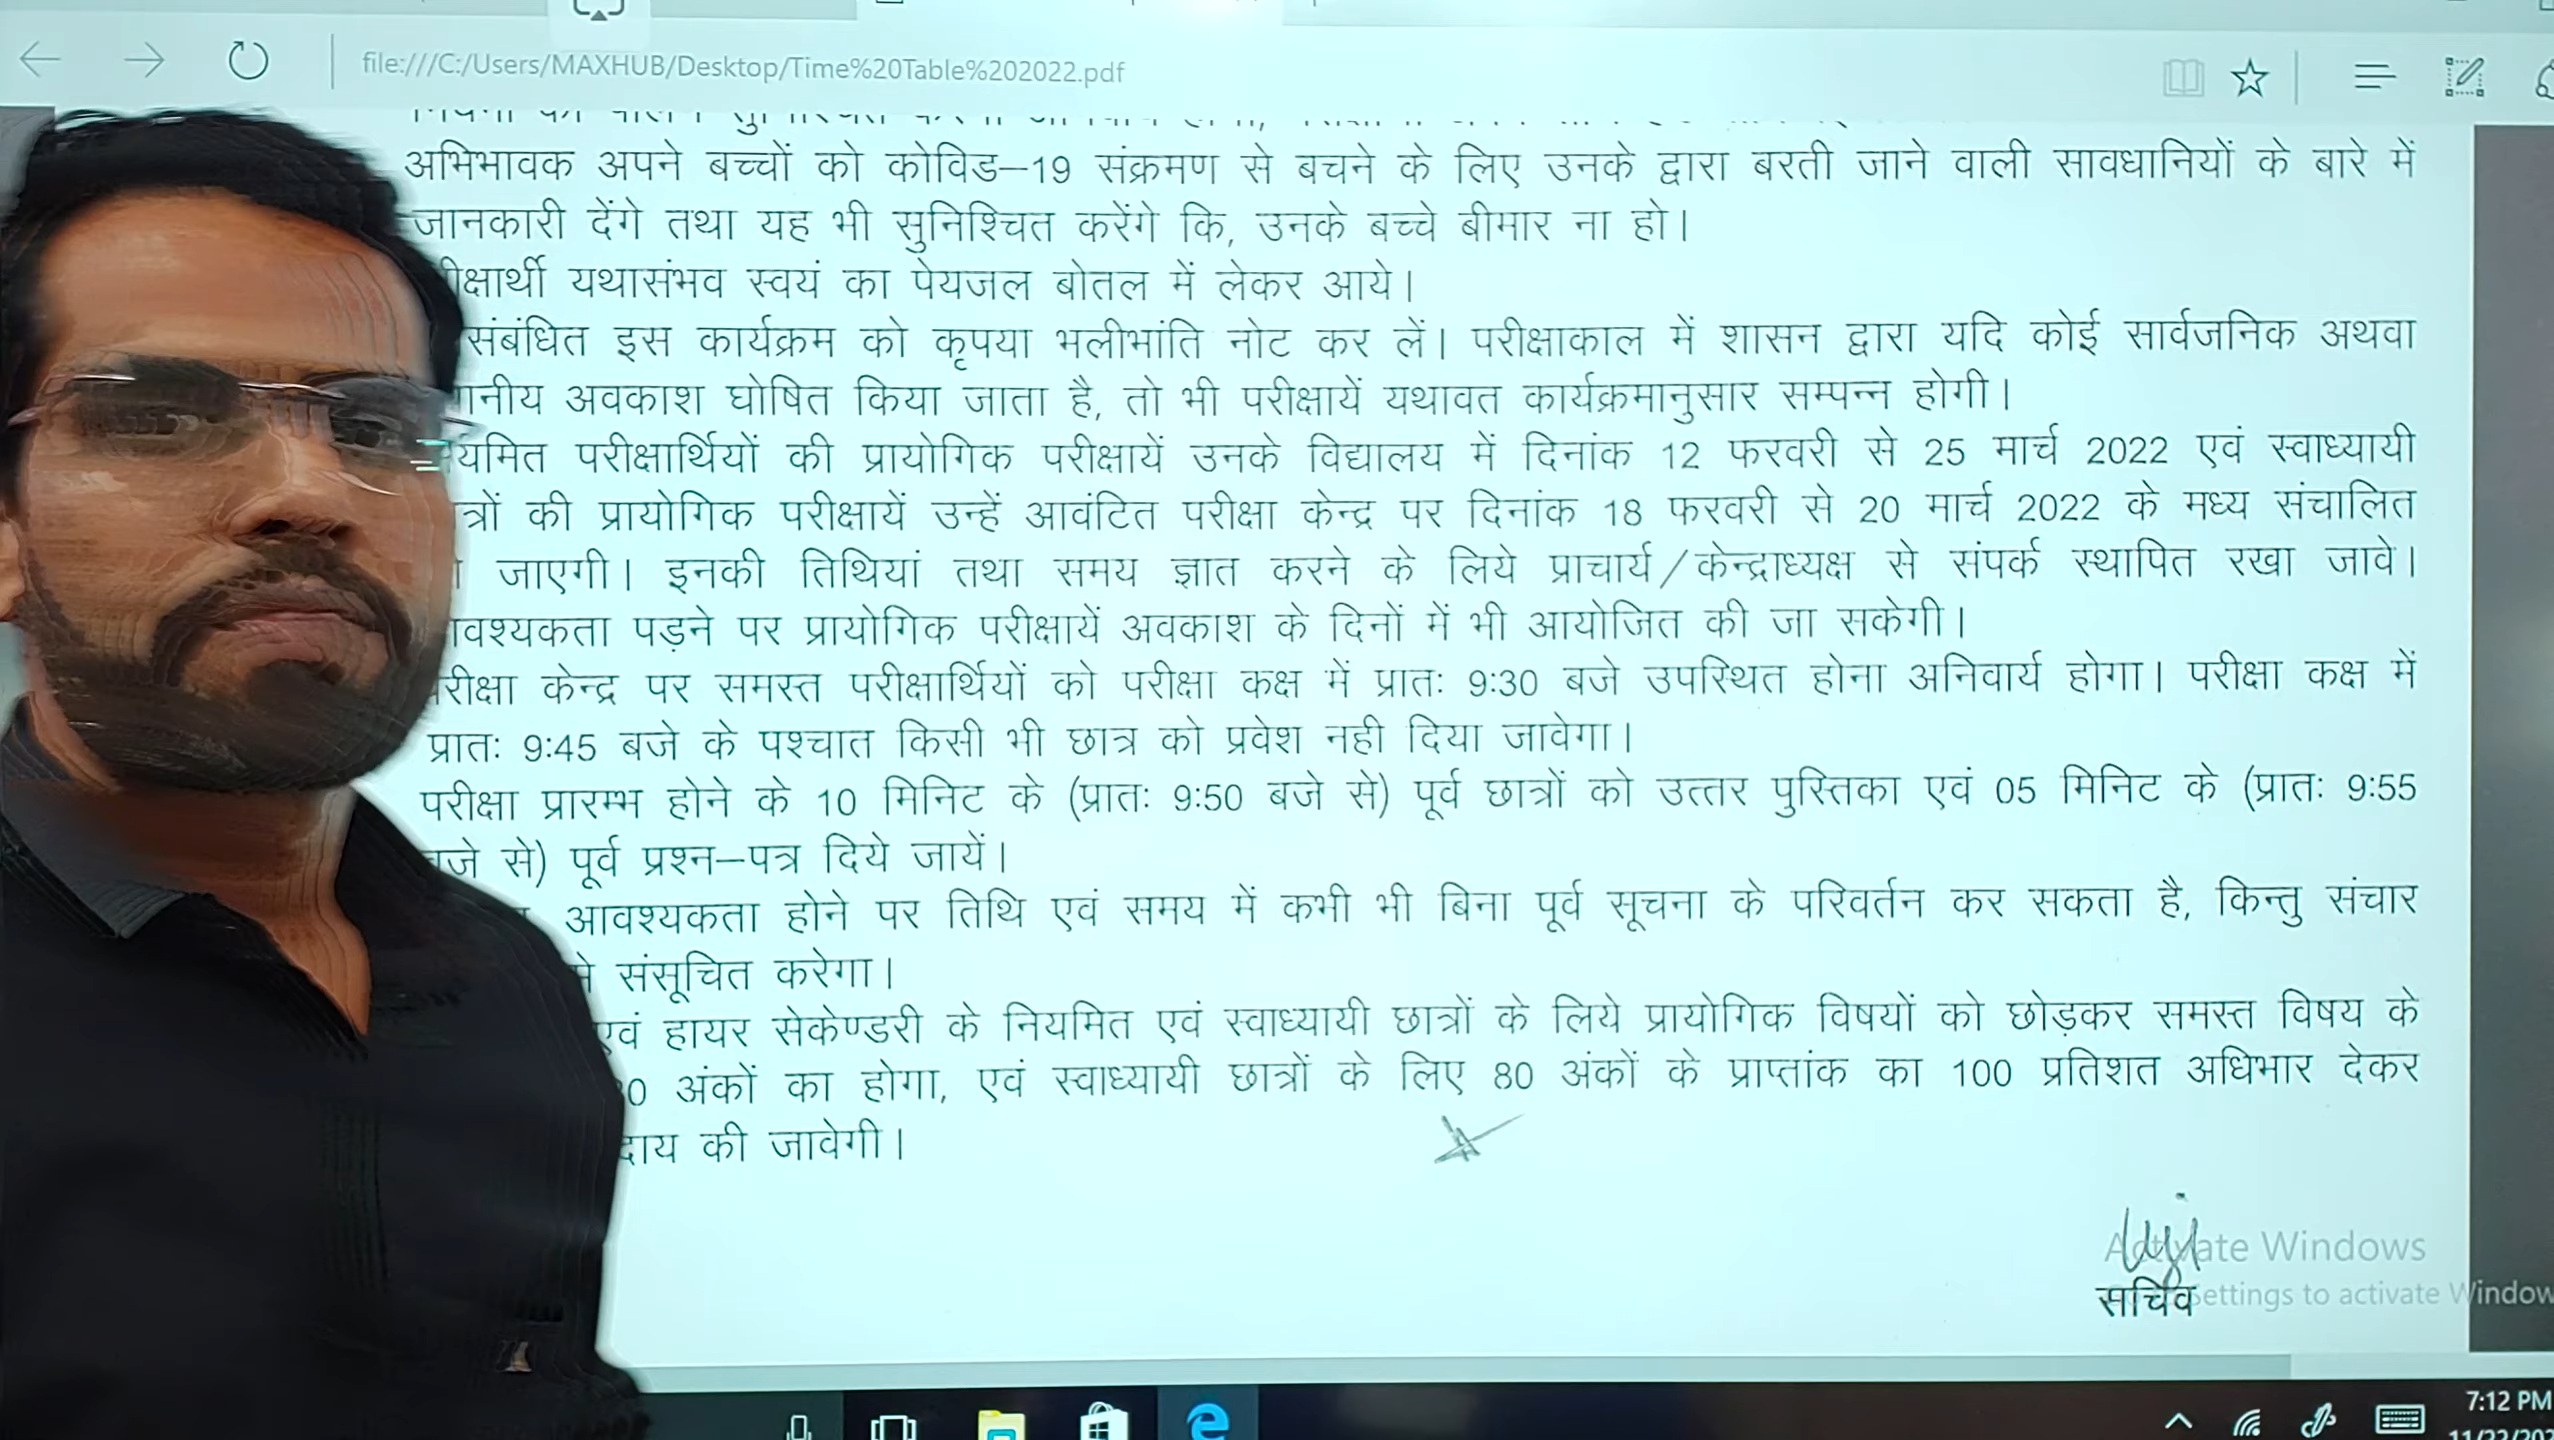 file:///C:/Users/MAXHUB/Desktop/Time%20Table%202022.pdf
अभिभावक अपने बच्चों को कोविड–19 संक्रमण से बचने के लिए उनके द्वारा बरती जाने वाली सावधानियों के बारे में
जानकारी देंगे तथा यह भी सुनिश्चित करेंगे कि, उनके बच्चे बीमार ना हो।
यथासंभव स्वयं का पेयजल बोतल में लेकर आये।
संबंधित इस कार्यक्रम को कृपया भलीभांति नोट कर लें। परीक्षाकाल में शासन द्वारा यदि कोई सार्वजनिक अथवा
अवकाश घोषित किया जाता है, तो भी परीक्षायें यथावत कार्यक्रमानुसार सम्पन्न होगी।
परीक्षार्थियों की प्रायोगिक परीक्षायें उनके विद्यालय में दिनांक 12 फरवरी से 25 मार्च 2022 एवं स्वाध्यायी
की प्रायोगिक परीक्षायें उन्हें आवंटित परीक्षा केन्द्र पर दिनांक 18 फरवरी से 20 मार्च 2022 के मध्य संचालित
जाएगी। इनकी तिथियां तथा समय ज्ञात करने के लिये प्राचार्य/केन्द्राध्यक्ष से संपर्क स्थापित रखा जावे।
पड़ने पर प्रायोगिक परीक्षायें अवकाश के दिनों में भी आयोजित की जा सकेगी।
परीक्षा केन्द्र पर समस्त परीक्षार्थियों को परीक्षा कक्ष में प्रातः 9:30 बजे उपस्थित होना अनिवार्य होगा। परीक्षा कक्ष में
प्रातः 9:45 बजे के पश्चात किसी भी छात्र को प्रवेश नही दिया जावेगा।
परीक्षा प्रारम्भ होने के 10 मिनिट के (प्रातः 9:50 बजे से) पूर्व छात्रों को उत्तर पुस्तिका एवं 05 मिनिट के (प्रातः 9:55
बजे से) पूर्व प्रश्न–पत्र दिये जायें।
आवश्यकता होने पर तिथि एवं समय में कभी भी बिना पूर्व सूचना के परिवर्तन कर सकता है, किन्तु संचार
से संसूचित करेगा।
एवं हायर सेकेण्डरी के नियमित एवं स्वाध्यायी छात्रों के लिये प्रायोगिक विषयों को छोड़कर समस्त विषय के
अंकों का होगा, एवं स्वाध्यायी छात्रों के लिए 80 अंकों के प्राप्तांक का 100 प्रतिशत अधिभार देकर
की जावेगी।
Activate Windows
सचिव Settings to activate Window
7:12 PM